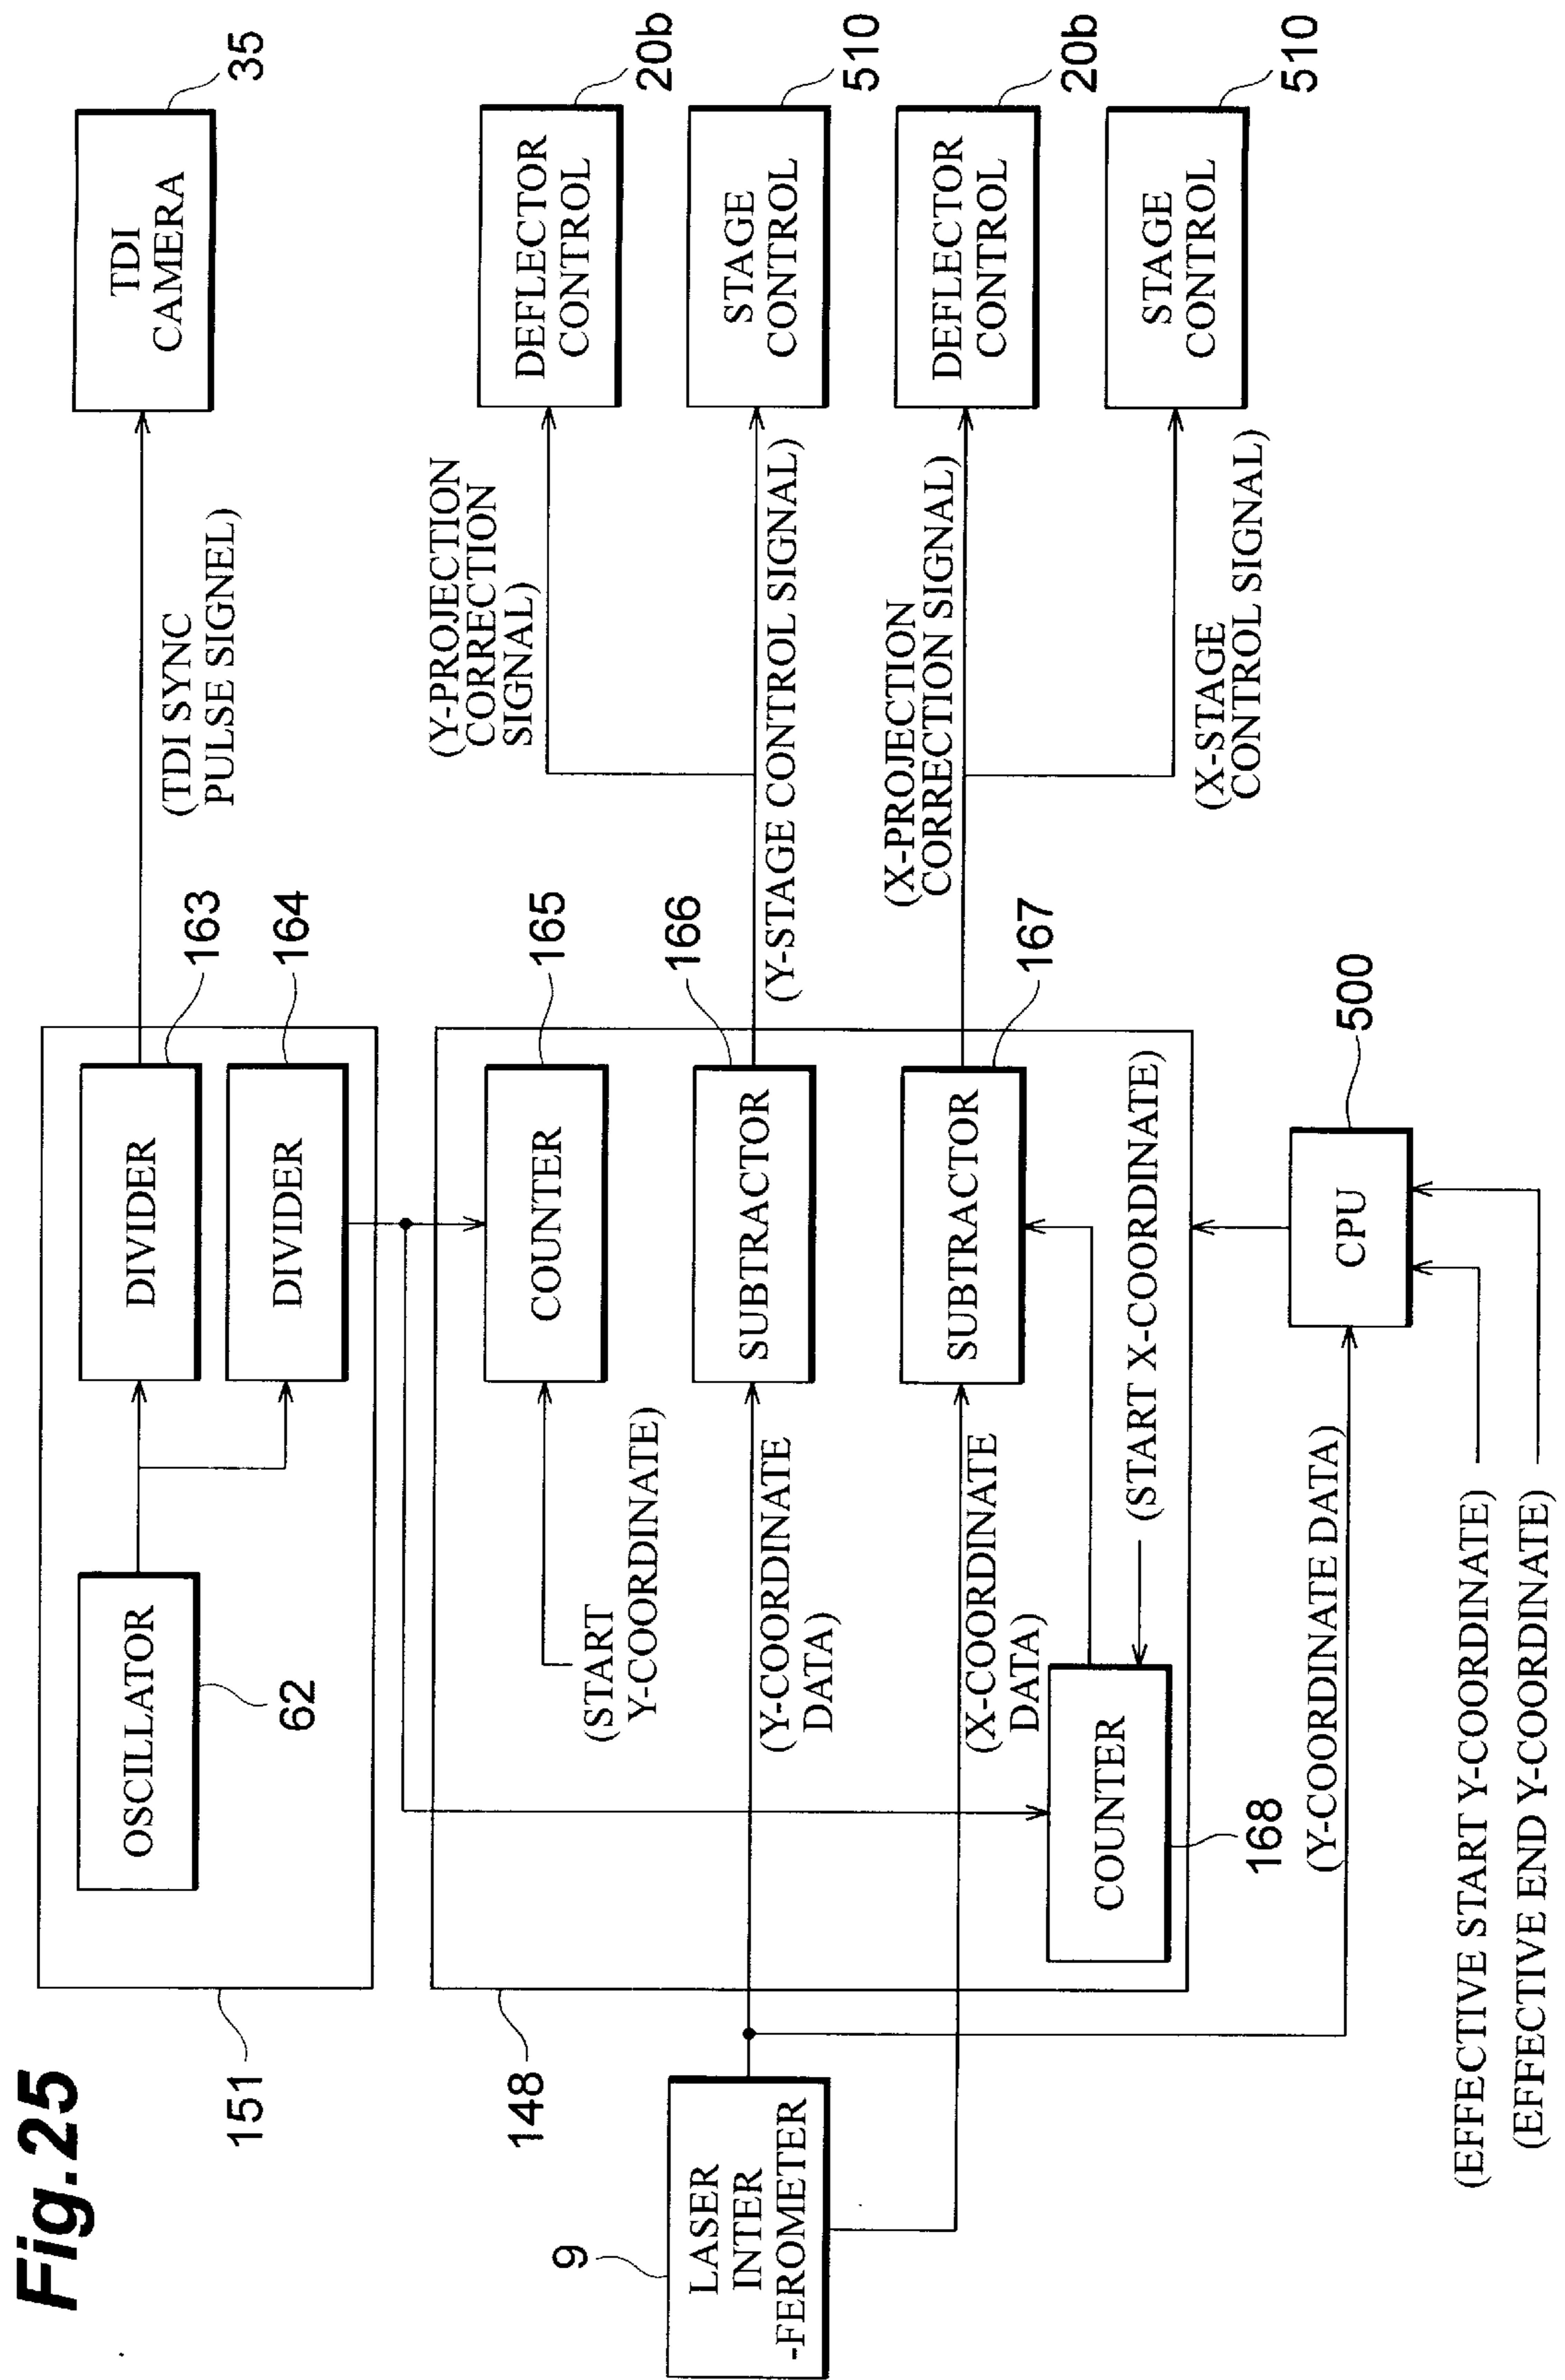 Fig.25
151
OSCILLATOR
62
DIVIDER
163
DIVIDER
164
(TDI SYNC
PULSE SIGNEL)
TDI
CAMERA
35
148
COUNTER
165
(START
Y-COORDINATE)
(Y-PROJECTION
CORRECTION
SIGNAL)
DEFLECTOR
CONTROL
20b
9
LASER
INTER
-FEROMETER
(Y-COORDINATE
DATA)
SUBTRACTOR
166
(Y-STAGE CONTROL SIGNAL)
STAGE
CONTROL
510
(X-COORDINATE
DATA)
SUBTRACTOR
167
(X-PROJECTION
CORRECTION SIGNAL)
DEFLECTOR
CONTROL
20b
COUNTER
168
(START X-COORDINATE)
(X-STAGE
CONTROL SIGNAL)
STAGE
CONTROL
510
(Y-COORDINATE DATA)
CPU
500
(EFFECTIVE START Y-COORDINATE)
(EFFECTIVE END Y-COORDINATE)